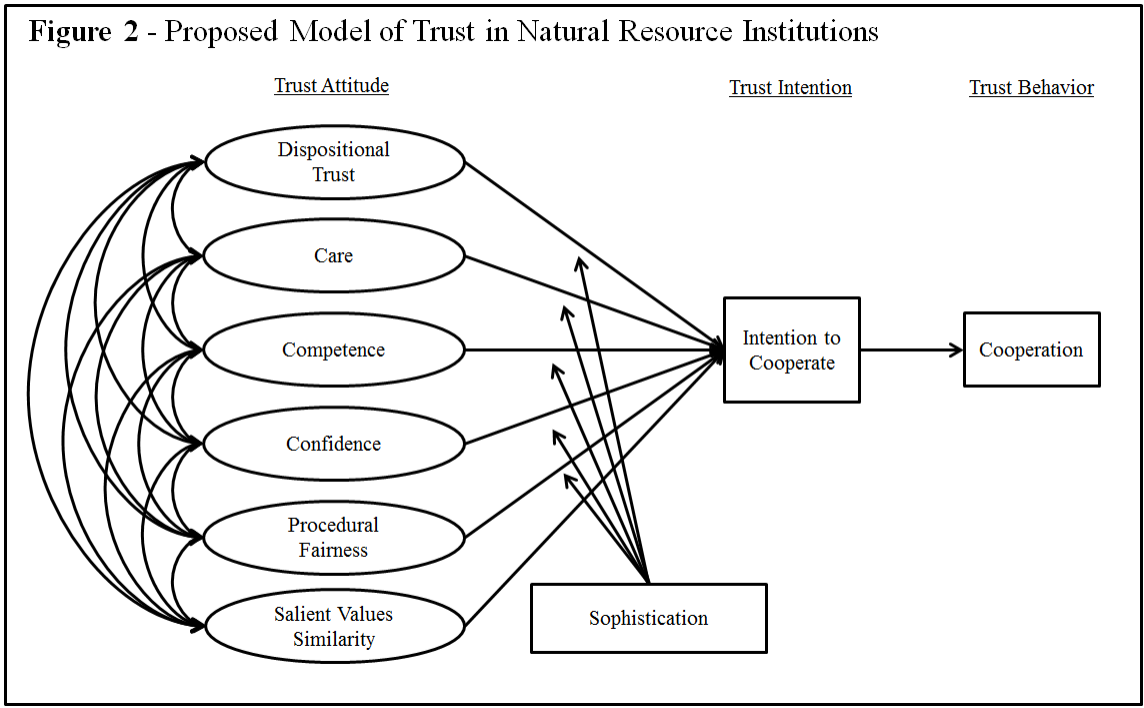 Figure 2 - Proposed Model of Trust in Natural Resource Institutions
Trust Attitude
Trust Intention
Trust Behavior
Dispositional
Trust
Care
Competence
Confidence
Procedural
Fairness
Salient Values
Similarity
Intention to
Cooperate
Cooperation
Sophistication